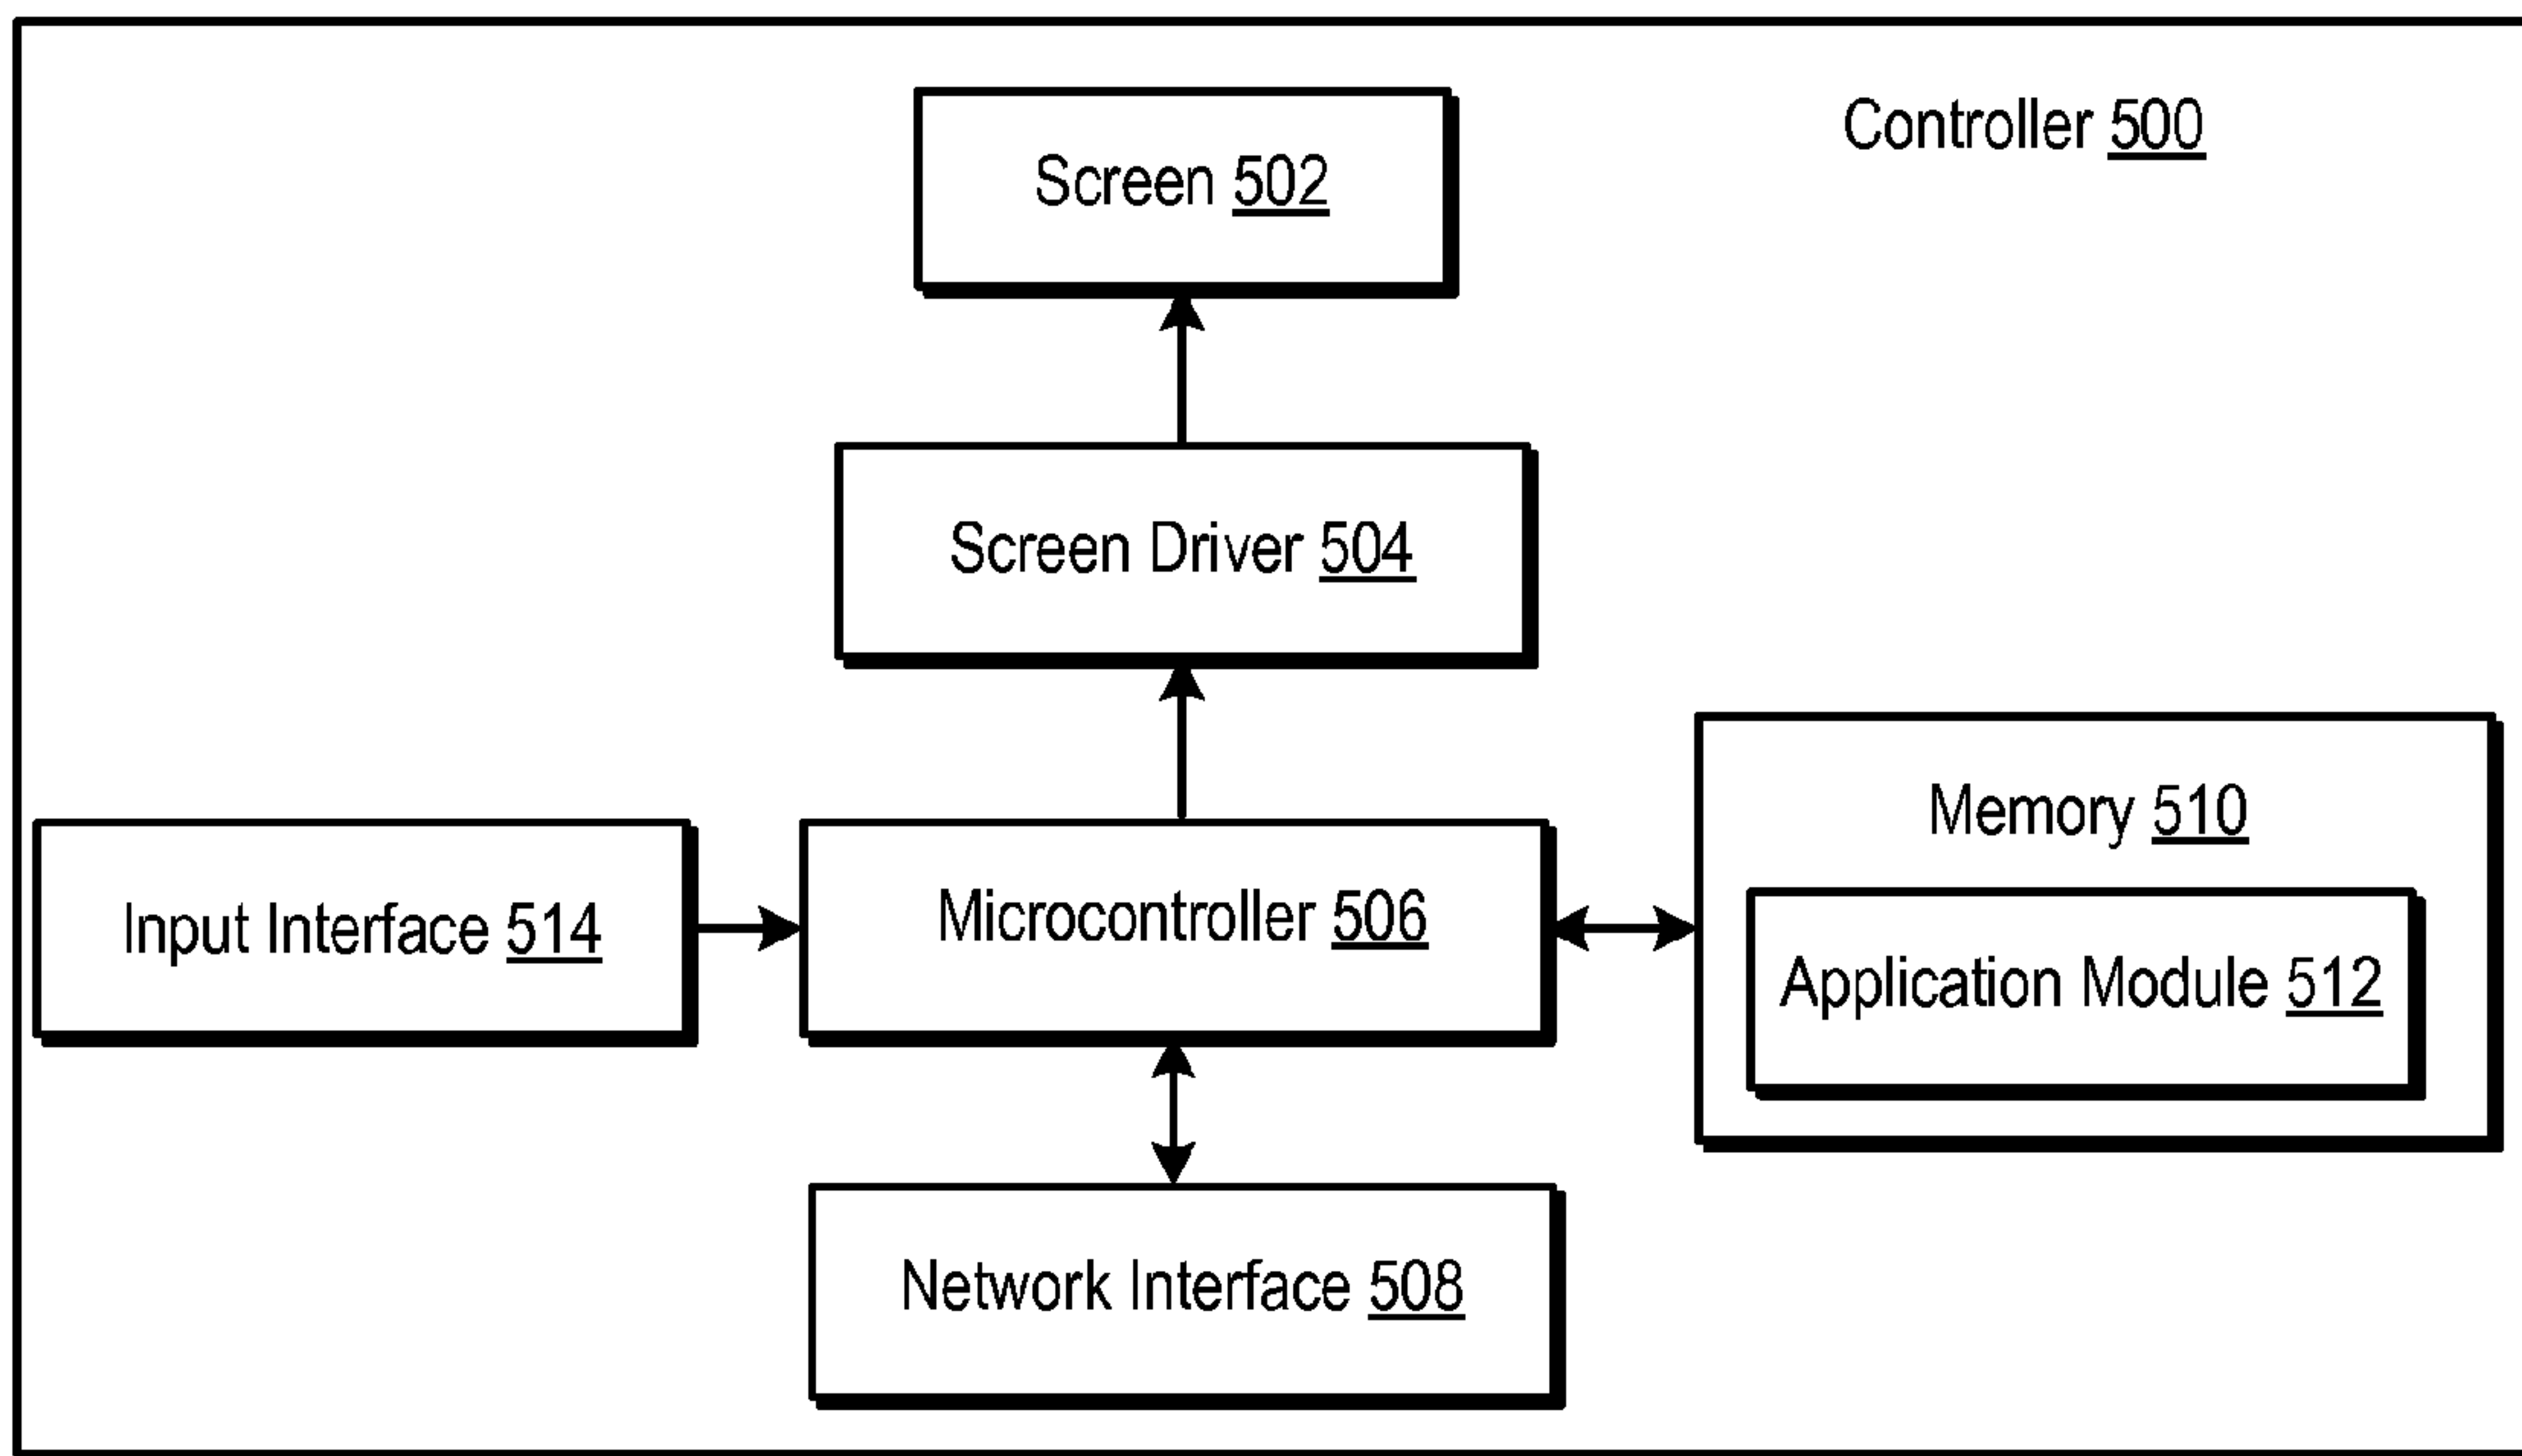 Controller 500
Screen 502
Screen Driver 504
Memory 510
Input Interface 514
Microcontroller 506
Application Module 512
Network Interface 508